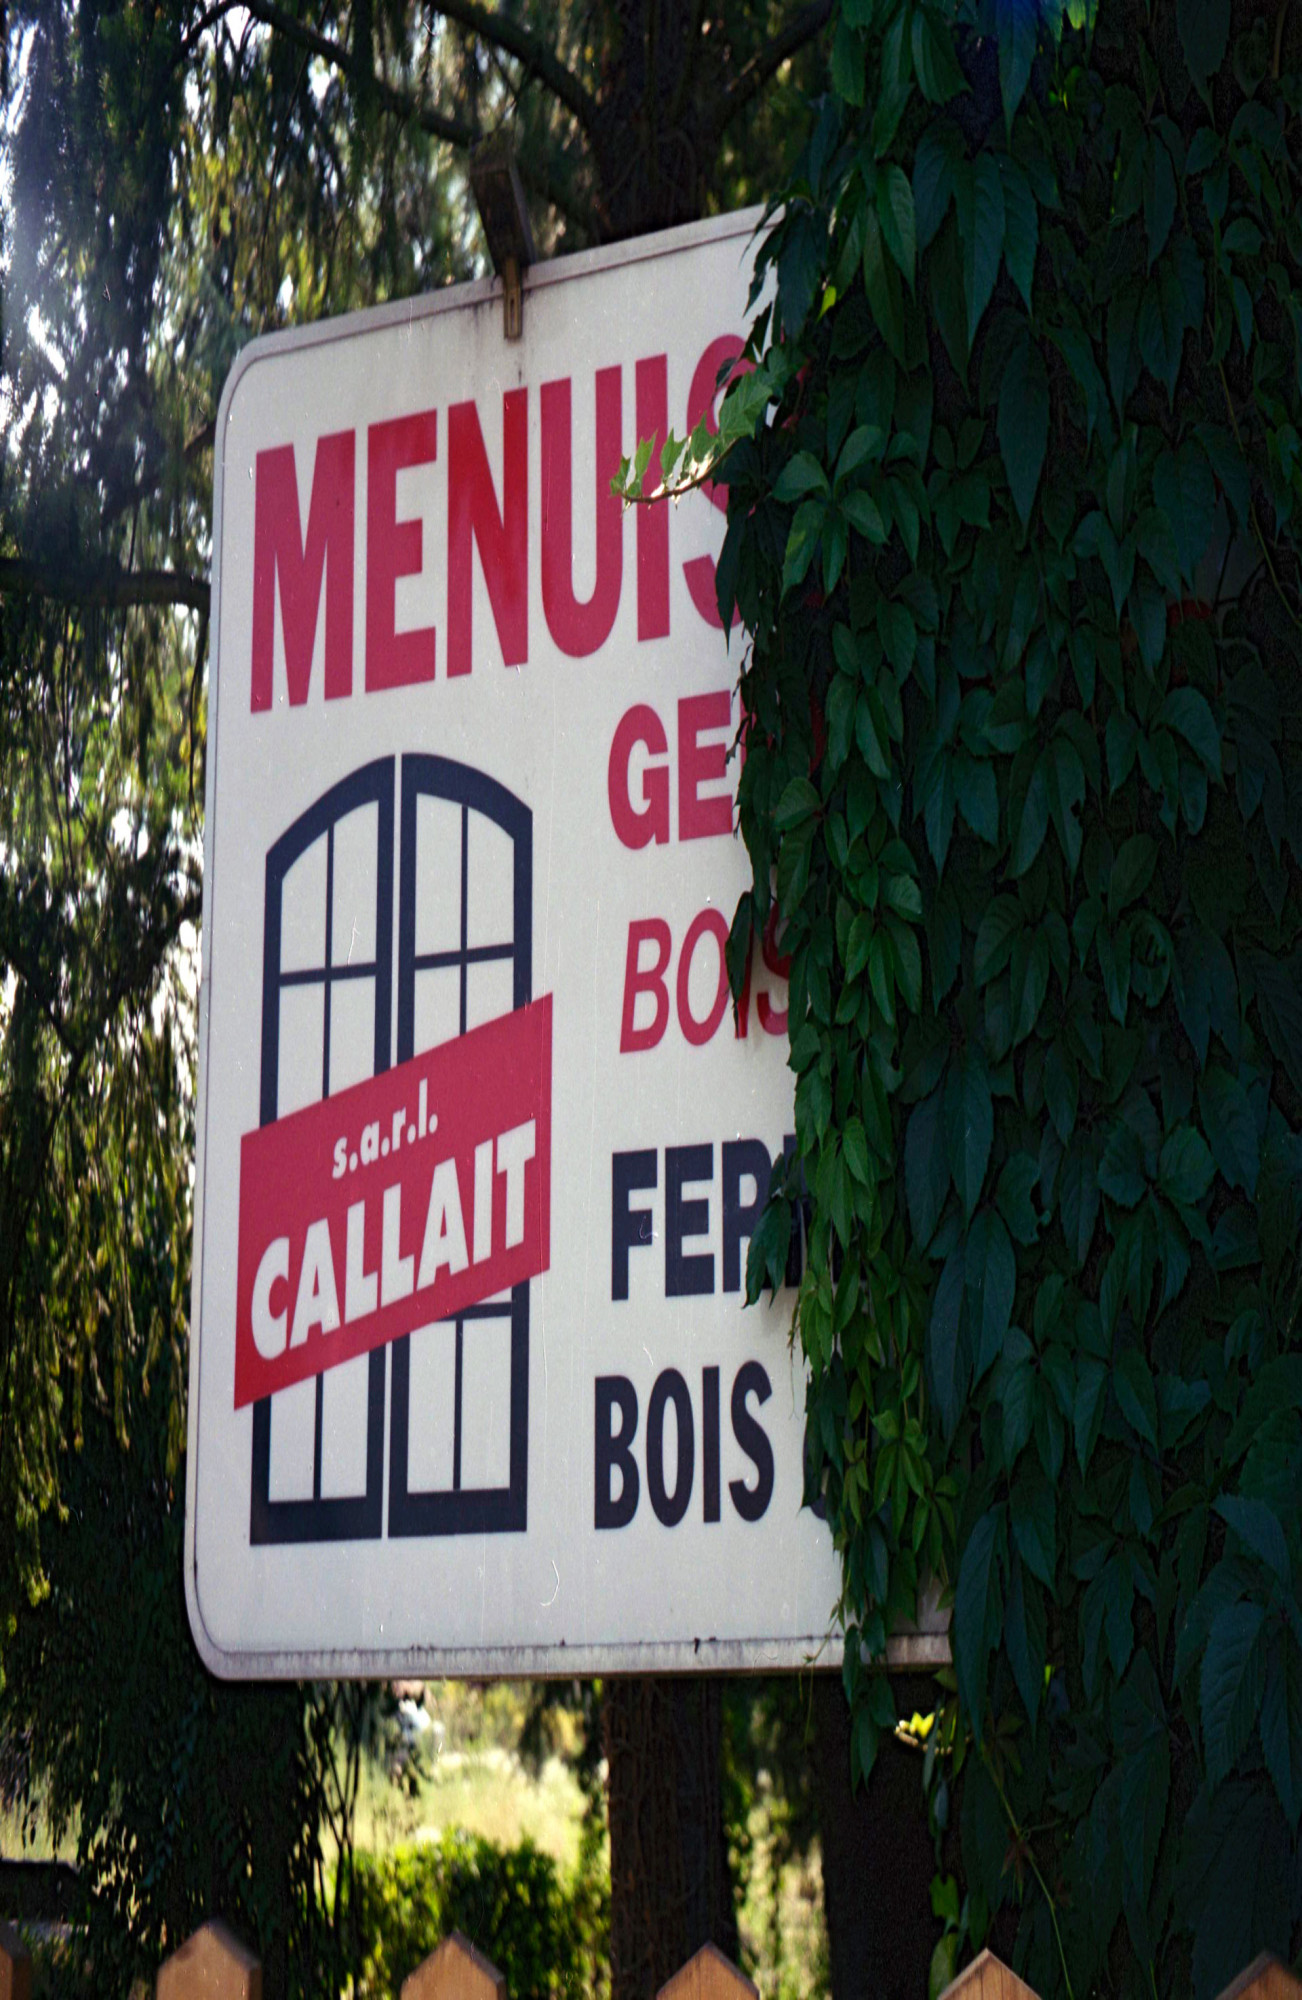 MENUIS
GE
BOIS
s.a.r.l.
CALLAIT
FER
BOIS